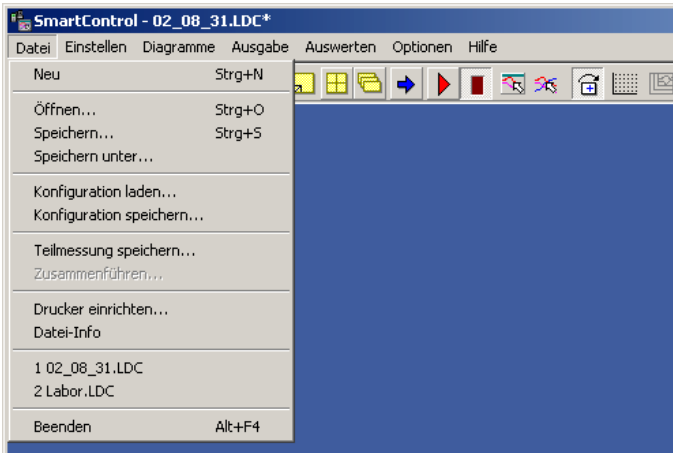 SmartControl - 02_08_31.LDC*
Datei Einstellen Diagramme Ausgabe Auswerten Optionen Hilfe
Neu Strg+N
Öffnen... Strg+O
Speichern... Strg+S
Speichern unter...
Konfiguration laden...
Konfiguration speichern...
Teilmessung speichern...
Zusammenführen...
Drucker einrichten...
Datei-Info
1 02_08_31.LDC
2 Labor.LDC
Beenden Alt+F4